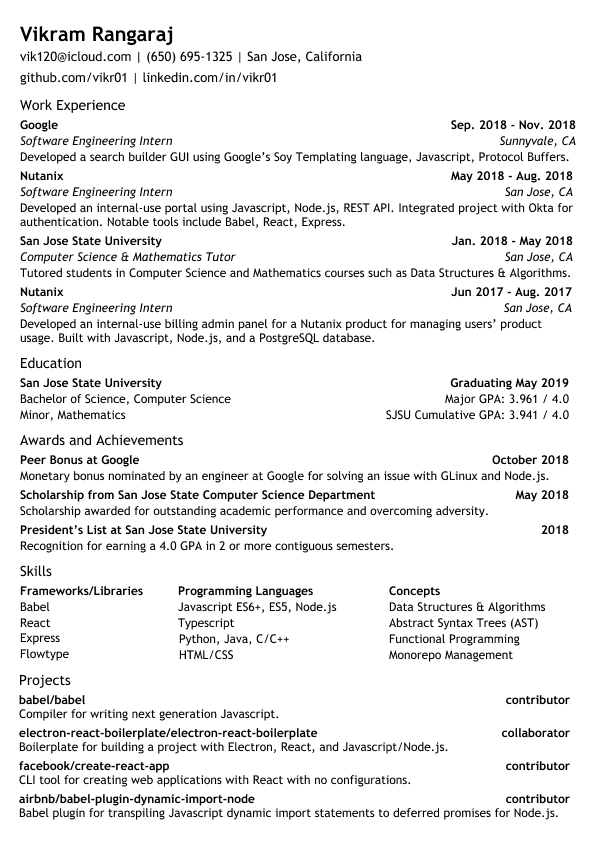 Vikram Rangaraj
vik120@icloud.com | (650) 695-1325 | San Jose, California
github.com/vikr01 | linkedin.com/in/vikr01
Work Experience
Google Sep. 2018 - Nov. 2018
Software Engineering Intern Sunnyvale, CA
Developed a search builder GUI using Google’s Soy Templating language, Javascript, Protocol Buffers.
Nutanix May 2018 - Aug. 2018
Software Engineering Intern San Jose, CA
Developed an internal-use portal using Javascript, Node.js, REST API. Integrated project with Okta for
authentication. Notable tools include Babel, React, Express.
San Jose State University Jan. 2018 - May 2018
Computer Science & Mathematics Tutor San Jose, CA
Tutored students in Computer Science and Mathematics courses such as Data Structures & Algorithms.
Nutanix Jun 2017 - Aug. 2017
Software Engineering Intern San Jose, CA
Developed an internal-use billing admin panel for a Nutanix product for managing users’ product
usage. Built with Javascript, Node.js, and a PostgreSQL database.
Education
San Jose State University Graduating May 2019
Bachelor of Science, Computer Science Major GPA: 3.961 / 4.0
Minor, Mathematics SJSU Cumulative GPA: 3.941 / 4.0
Awards and Achievements
Peer Bonus at Google October 2018
Monetary bonus nominated by an engineer at Google for solving an issue with GLinux and Node.js.
Scholarship from San Jose State Computer Science Department May 2018
Scholarship awarded for outstanding academic performance and overcoming adversity.
President’s List at San Jose State University 2018
Recognition for earning a 4.0 GPA in 2 or more contiguous semesters.
Skills
Frameworks/Libraries Programming Languages Concepts
Babel Javascript ES6+, ES5, Node.js Data Structures & Algorithms
React Typescript Abstract Syntax Trees (AST)
Express Python, Java, C/C++ Functional Programming
Flowtype HTML/CSS Monorepo Management
Projects
babel/babel contributor
Compiler for writing next generation Javascript.
electron-react-boilerplate/electron-react-boilerplate collaborator
Boilerplate for building a project with Electron, React, and Javascript/Node.js.
facebook/create-react-app contributor
CLI tool for creating web applications with React with no configurations.
airbnb/babel-plugin-dynamic-import-node contributor
Babel plugin for transpiling Javascript dynamic import statements to deferred promises for Node.js.